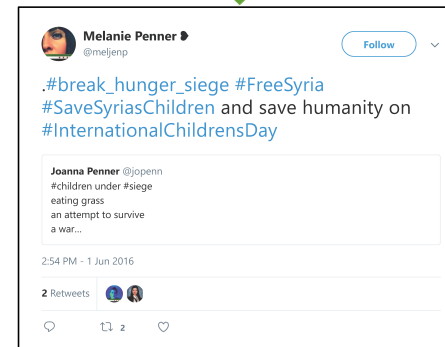 Melanie Penner ❥
@meljenp
Follow
.#break_hunger_siege #FreeSyria
#SaveSyriasChildren and save humanity on
#InternationalChildrensDay
Joanna Penner @jopenn
#children under #siege
eating grass
an attempt to survive
a war...
2:54 PM - 1 Jun 2016
2 Retweets
2